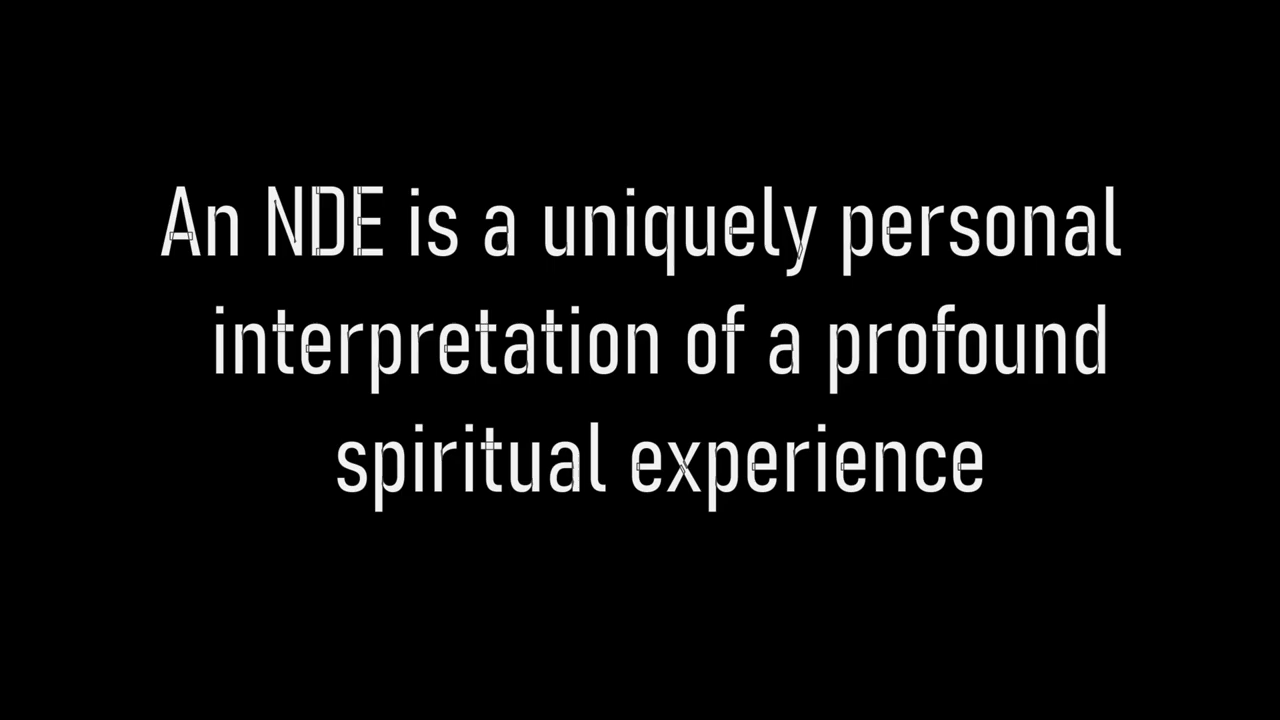 An NDE is a uniquely personal
interpretation of a profound
spiritual experience